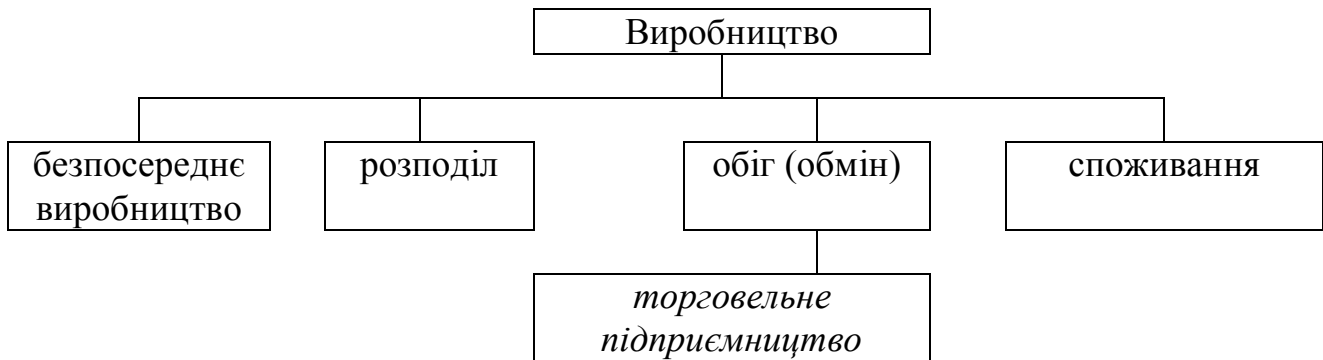 Виробництво
безпосереднє
виробництво
розподіл
обіг (обмін)
споживання
торговельне
підприємництво